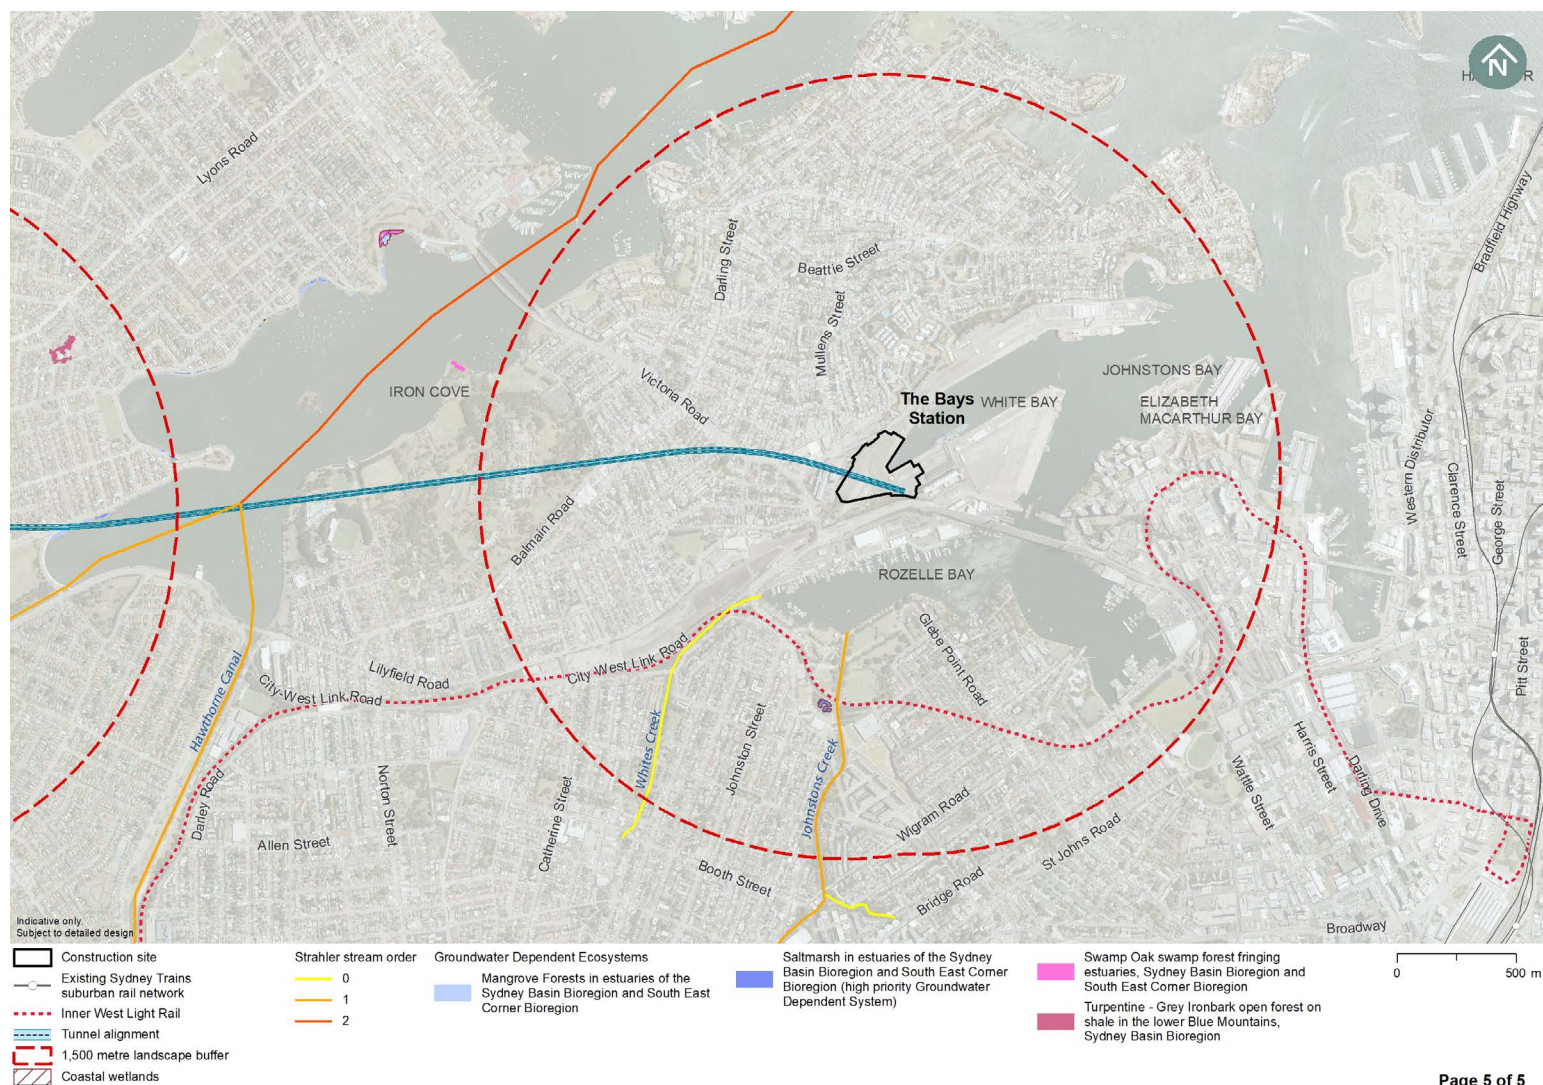 N
Lyons Road
Bradfield Highway
Darling Street
Beattie Street
Mullens Street
JOHNSTONS BAY
IRON COVE
Victoria Road
The Bays
Station
WHITE BAY
ELIZABETH
MACARTHUR BAY
Western Distributor
Clarence Street
George Street
Balmain Road
ROZELLE BAY
Glebe Point Road
Pitt Street
Hawthorne Canal
Lilyfield Road
City West Link Road
City-West Link Road
Whites Creek
Johnston Street
Johnstons Creek
Harris Street
Darling Drive
Wattle Street
Darley Road
Norton Street
Allen Street
Catherine Street
Booth Street
Wigram Road
St Johns Road
Bridge Road
Broadway
Indicative only.
Subject to detailed design
Construction site
Existing Sydney Trains
suburban rail network
Inner West Light Rail
Tunnel alignment
1,500 metre landscape buffer
Coastal wetlands
Strahler stream order
0
1
2
Groundwater Dependent Ecosystems
Mangrove Forests in estuaries of the
Sydney Basin Bioregion and South East
Corner Bioregion
Saltmarsh in estuaries of the Sydney
Basin Bioregion and South East Corner
Bioregion (high priority Groundwater
Dependent System)
Swamp Oak swamp forest fringing
estuaries, Sydney Basin Bioregion and
South East Corner Bioregion
Turpentine - Grey Ironbark open forest on
shale in the lower Blue Mountains,
Sydney Basin Bioregion
0 500 m
Page 5 of 5